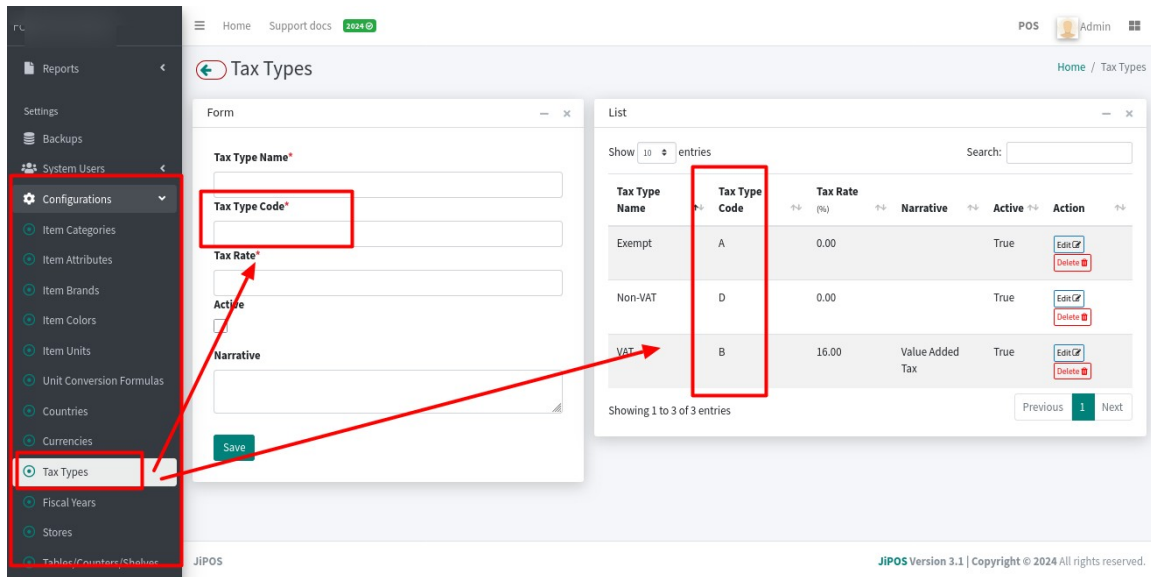 Home Support docs 2024
POS Admin
Reports
Tax Types
Home / Tax Types
Settings
Backups
System Users
Configurations
Item Categories
Item Attributes
Item Brands
Item Colors
Item Units
Unit Conversion Formulas
Countries
Currencies
Tax Types
Fiscal Years
Stores
Tables/Counters/Shelves
Form
Tax Type Name*
Tax Type Code*
Tax Rate*
Active
Narrative
Save
List
Show 10 entries
Search:
Tax Type Name Tax Type Code Tax Rate (%) Narrative Active Action
Exempt A 0.00 True Edit Delete
Non-VAT D 0.00 True Edit Delete
VAT B 16.00 Value Added Tax True Edit Delete
Showing 1 to 3 of 3 entries
Previous 1 Next
JiPOS
JiPOS Version 3.1 | Copyright © 2024 All rights reserved.